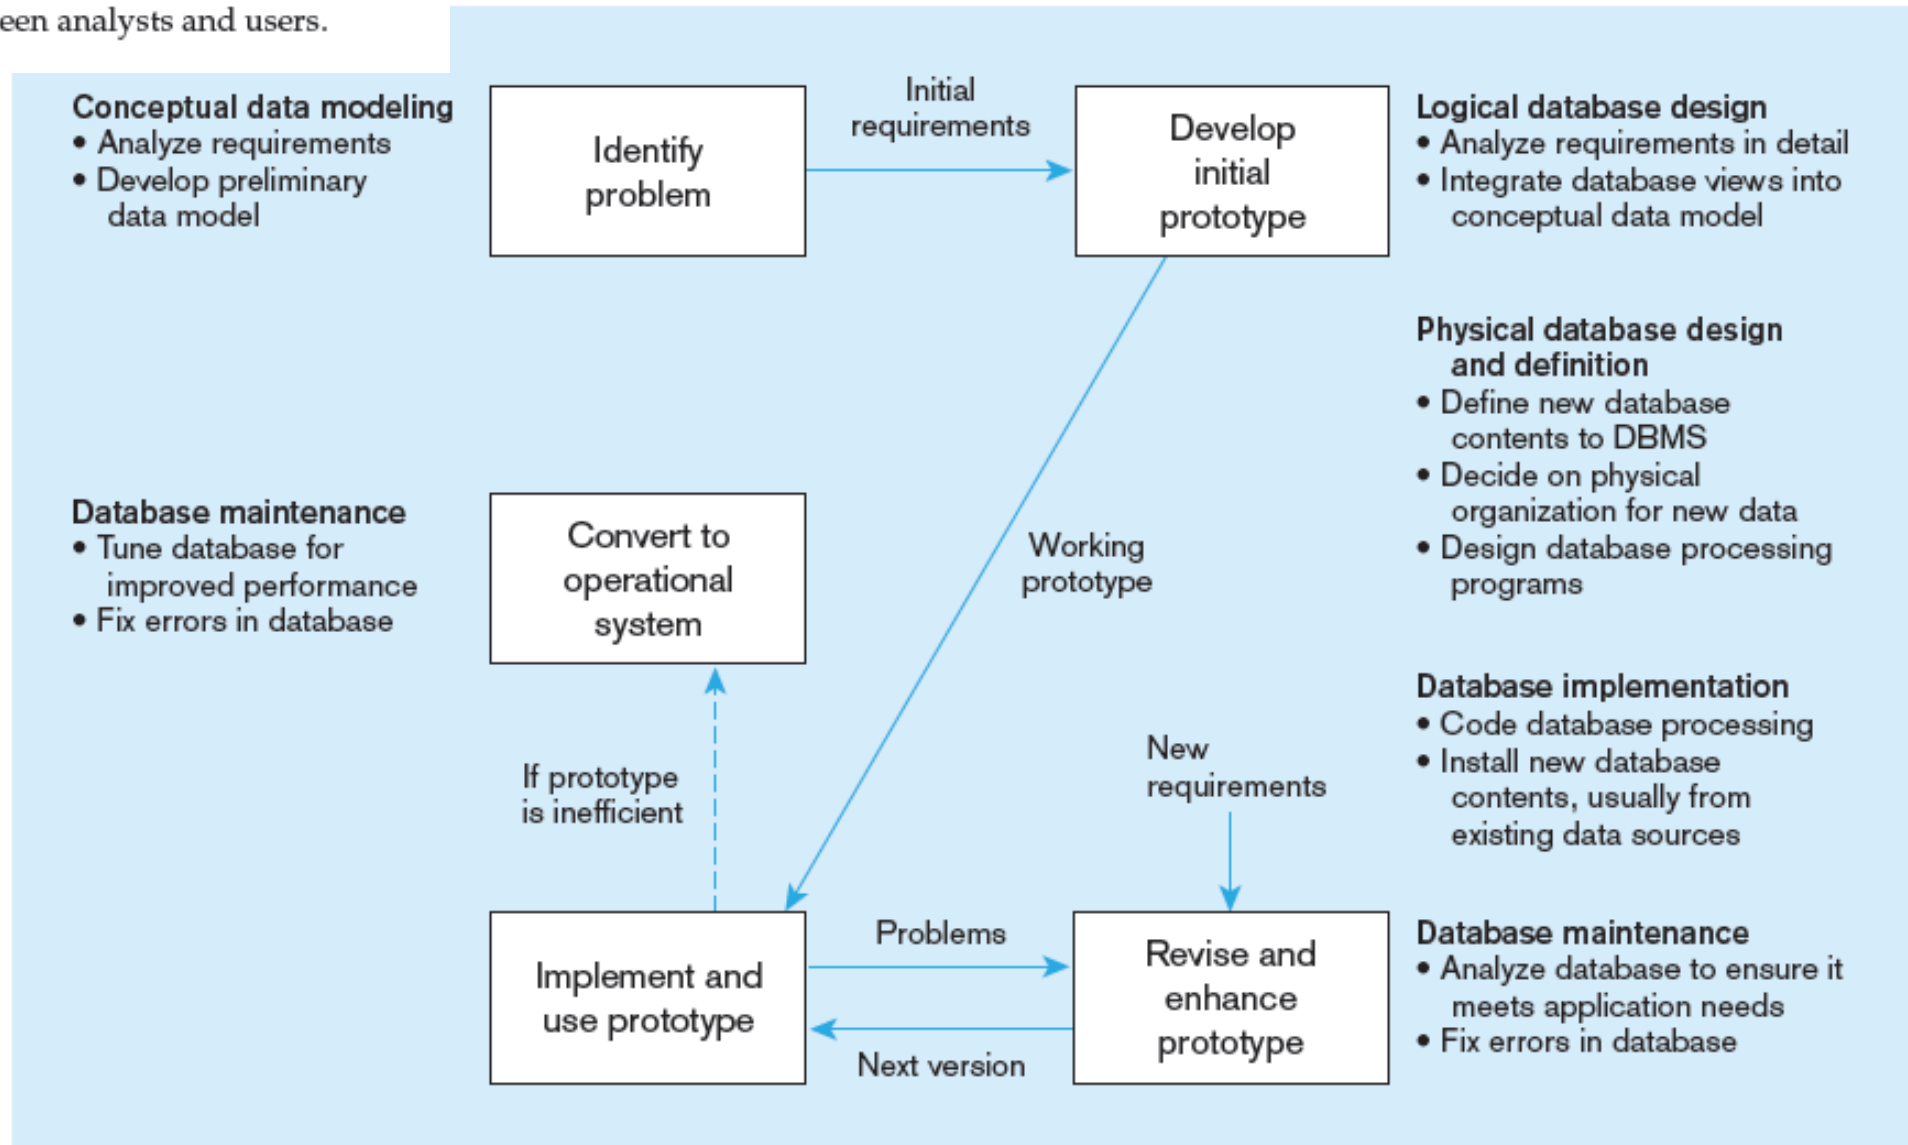 een analysts and users.
Conceptual data modeling
• Analyze requirements
• Develop preliminary
data model
Identify
problem
Initial
requirements
Develop
initial
prototype
Logical database design
• Analyze requirements in detail
• Integrate database views into
conceptual data model
Physical database design
and definition
• Define new database
contents to DBMS
• Decide on physical
organization for new data
• Design database processing
programs
Database maintenance
• Tune database for
improved performance
• Fix errors in database
Convert to
operational
system
Working
prototype
Database implementation
• Code database processing
• Install new database
contents, usually from
existing data sources
If prototype
is inefficient
New
requirements
Implement and
use prototype
Problems
Next version
Revise and
enhance
prototype
Database maintenance
• Analyze database to ensure it
meets application needs
• Fix errors in database